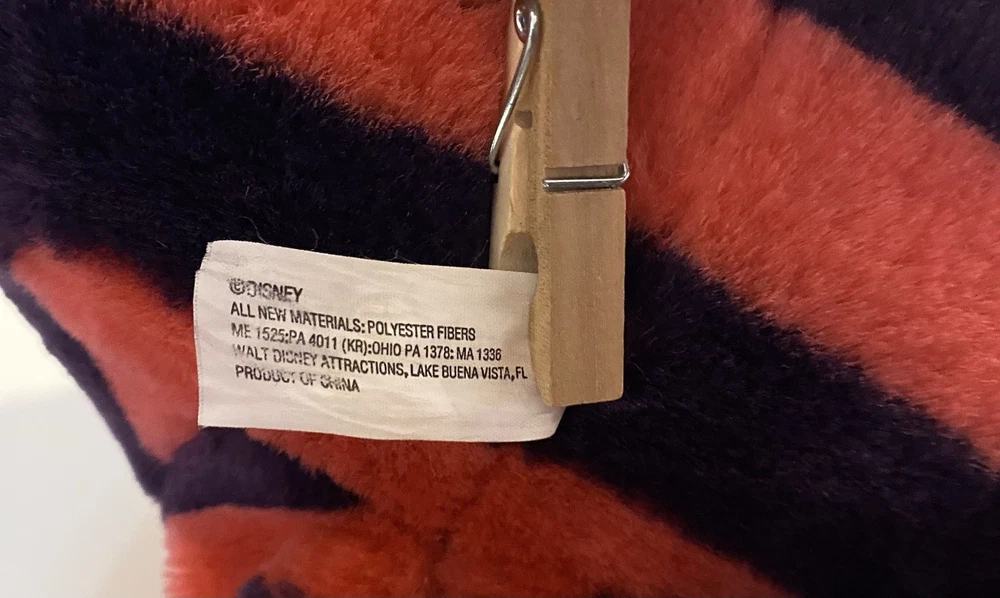 ©DISNEY
ALL NEW MATERIALS: POLYESTER FIBERS
ME 1525:PA 4011 (KR):OHIO PA 1378: MA 1336
WALT DISNEY ATTRACTIONS, LAKE BUENA VISTA, FL
PRODUCT OF CHINA